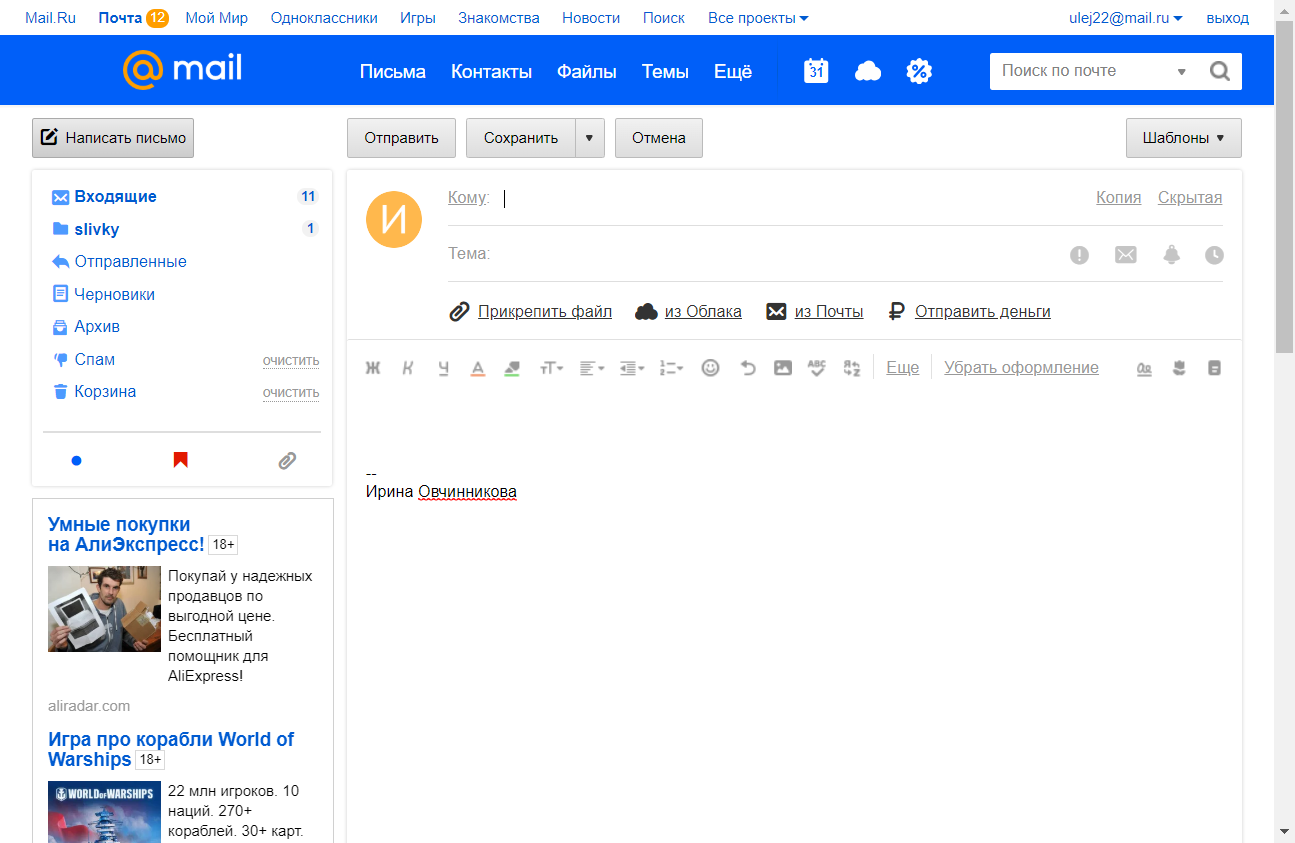 Mail.Ru Почта 12 Мой Мир Одноклассники Игры Знакомства Новости Поиск Все проекты ulej22@mail.ru выход
@mail Письма Контакты Файлы Темы Ещё 31 % Поиск по почте
Написать письмо Отправить Сохранить Отмена Шаблоны
Входящие 11
slivky 1
Отправленные
Черновики
Архив
Спам очистить
Корзина очистить
И
Кому: Копия Скрытая
Тема:
Прикрепить файл из Облака из Почты Отправить деньги
Ж К Ч А тТ ABC Еще Убрать оформление
--
Ирина Овчинникова
Умные покупки
на АлиЭкспресс! 18+
Покупай у надежных
продавцов по
выгодной цене.
Бесплатный
помощник для
AliExpress!
aliradar.com
Игра про корабли World of
Warships 18+
WORLD OF WARSHIPS
22 млн игроков. 10
наций. 270+
кораблей. 30+ карт.